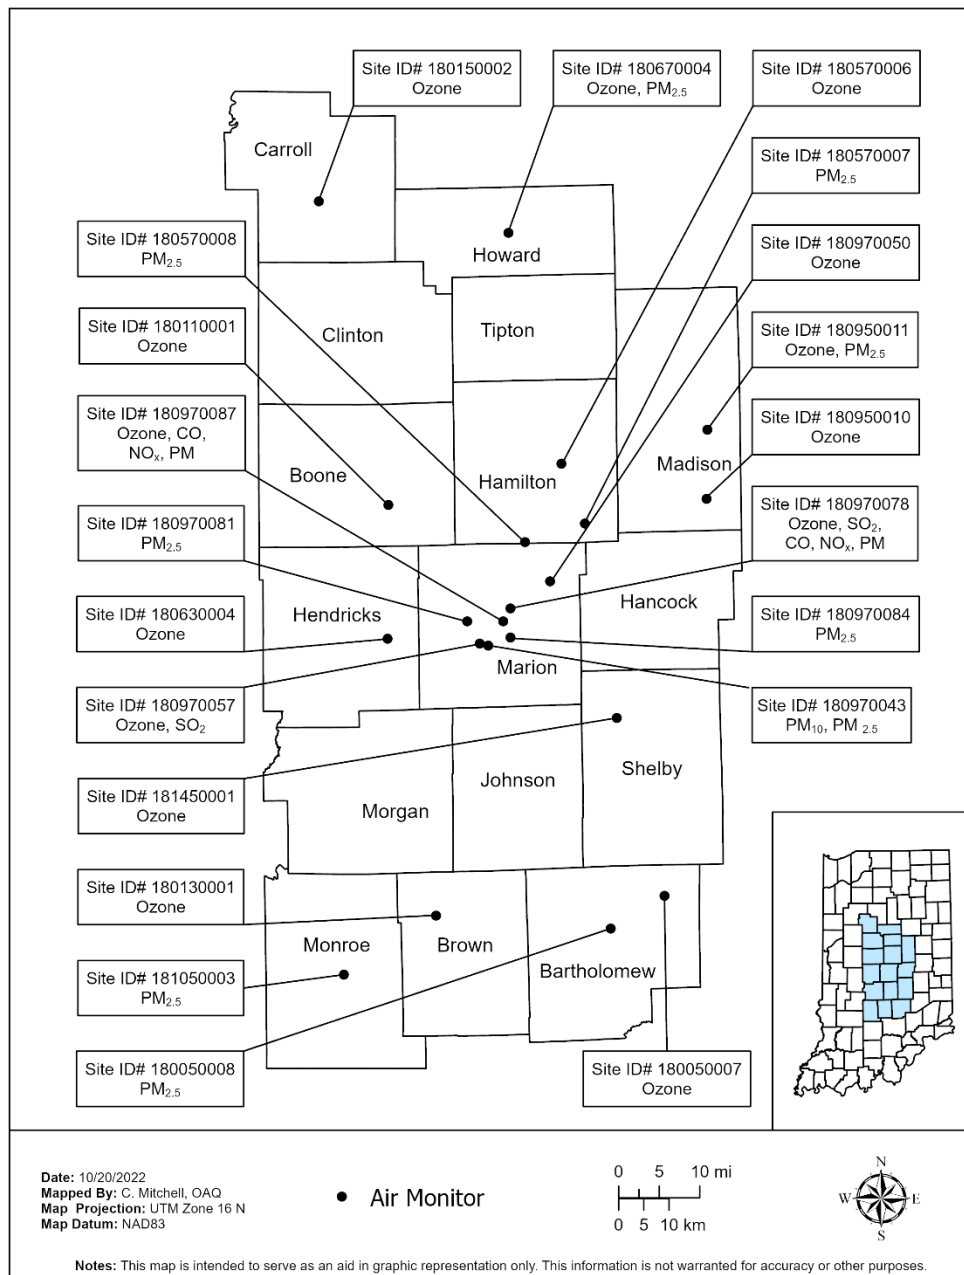 Site ID# 180150002
Ozone
Site ID# 180670004
Ozone, PM₂.₅
Site ID# 180570006
Ozone
Site ID# 180570007
PM₂.₅
Site ID# 180570008
PM₂.₅
Site ID# 180970050
Ozone
Site ID# 180110001
Ozone
Site ID# 180950011
Ozone, PM₂.₅
Site ID# 180970087
Ozone, CO,
NOₓ, PM
Site ID# 180950010
Ozone
Site ID# 180970081
PM₂.₅
Site ID# 180970078
Ozone, SO₂,
CO, NOₓ, PM
Site ID# 180630004
Ozone
Site ID# 180970084
PM₂.₅
Site ID# 180970057
Ozone, SO₂
Site ID# 180970043
PM₁₀, PM ₂.₅
Site ID# 181450001
Ozone
Site ID# 180130001
Ozone
Site ID# 181050003
PM₂.₅
Site ID# 180050008
PM₂.₅
Site ID# 180050007
Ozone
Carroll
Howard
Clinton
Tipton
Boone
Hamilton
Madison
Hendricks
Marion
Hancock
Morgan
Johnson
Shelby
Monroe
Brown
Bartholomew
Date: 10/20/2022
Mapped By: C. Mitchell, OAQ
Map Projection: UTM Zone 16 N
Map Datum: NAD83
Air Monitor
0 5 10 mi
0 5 10 km
N
W E
S
Notes: This map is intended to serve as an aid in graphic representation only. This information is not warranted for accuracy or other purposes.